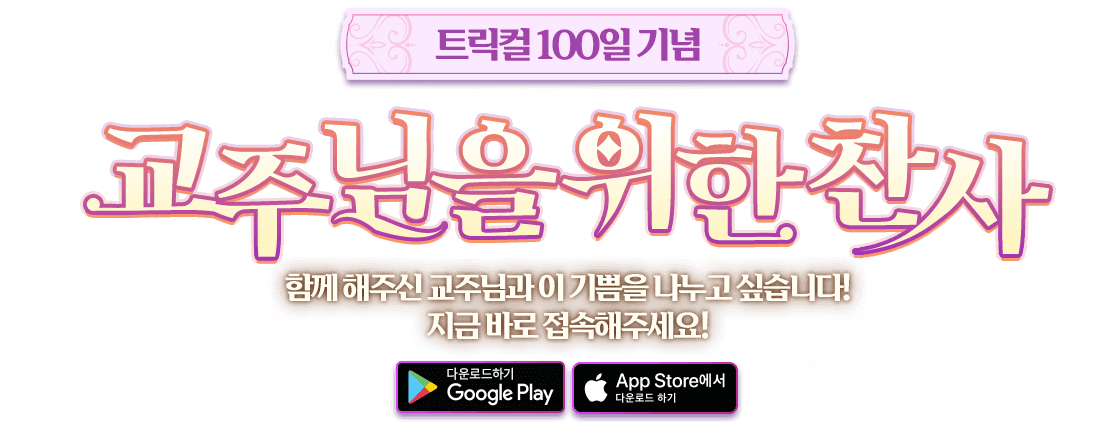 트릭컬 100일 기념
교주님을 위한 찬사
함께 해주신 교주님과 이 기쁨을 나누고 싶습니다!
지금 바로 접속해주세요!
다운로드하기
Google Play
App Store에서
다운로드 하기